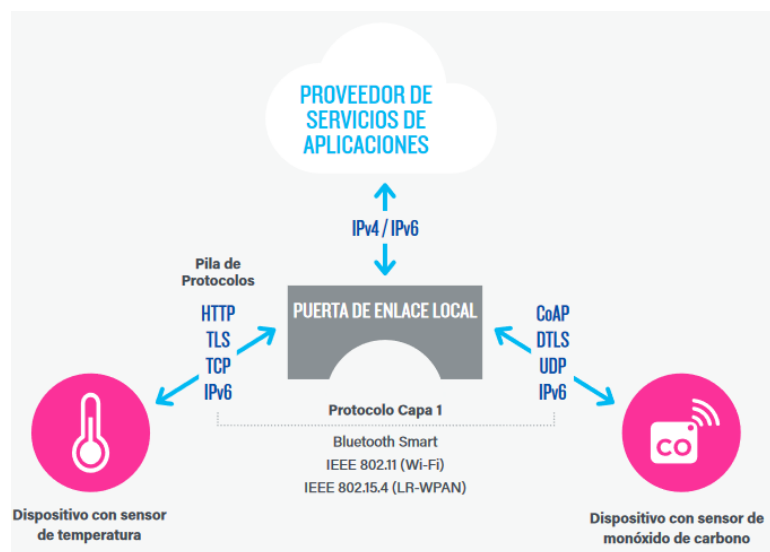 PROVEEDOR DE
SERVICIOS DE
APLICACIONES
IPv4 / IPv6
Pila de
Protocolos
HTTP
TLS
TCP
IPv6
PUERTA DE ENLACE LOCAL
CoAP
DTLS
UDP
IPv6
Protocolo Capa 1
Bluetooth Smart
IEEE 802.11 (Wi-Fi)
IEEE 802.15.4 (LR-WPAN)
CO
Dispositivo con sensor
de temperatura
Dispositivo con sensor de
monóxido de carbono